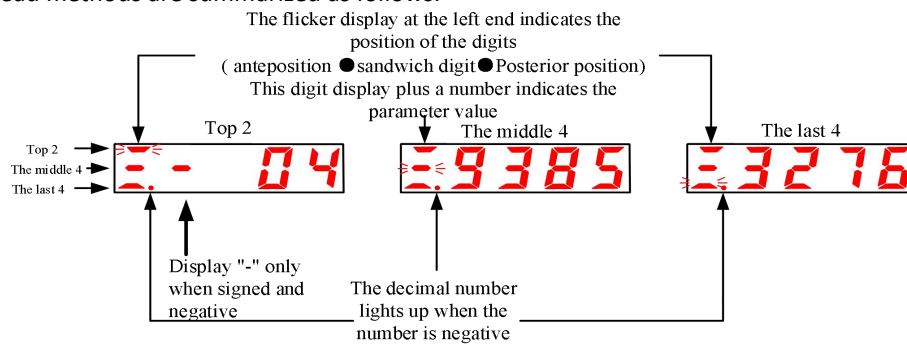 ead methods are summarized as follows:
The flicker display at the left end indicates the
position of the digits
( anteposition ●sandwich digit●Posterior position)
This digit display plus a number indicates the
parameter value
Top 2
The middle 4
The last 4
Top 2
The middle 4
The last 4
- 04
9385
3276
Display "-" only
when signed and
negative
The decimal number
lights up when the
number is negative